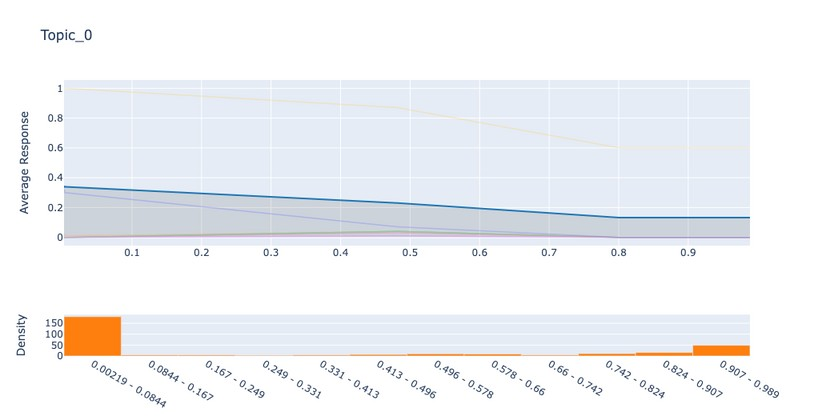 Topic_0
Average Response
1
0.8
0.6
0.4
0.2
0
0.1 0.2 0.3 0.4 0.5 0.6 0.7 0.8 0.9
Density
150
100
50
0
0.00219 - 0.0844
0.0844 - 0.167
0.167 - 0.249
0.249 - 0.331
0.331 - 0.413
0.413 - 0.496
0.496 - 0.578
0.578 - 0.66
0.66 - 0.742
0.742 - 0.824
0.824 - 0.907
0.907 - 0.989